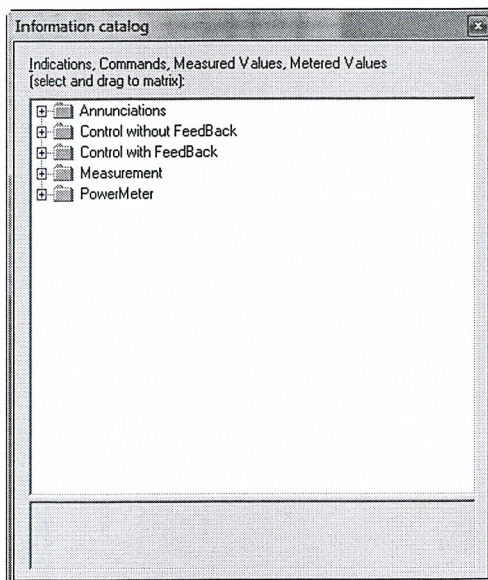 Information catalog
Indications, Commands, Measured Values, Metered Values
(select and drag to matrix):
Annunciations
Control without FeedBack
Control with FeedBack
Measurement
PowerMeter